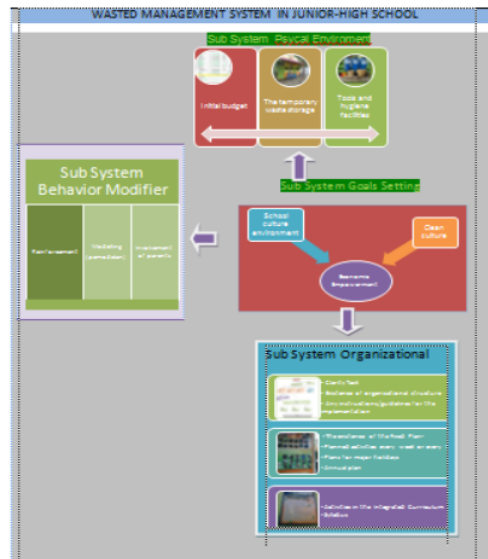 WASTED MANAGEMENT SYSTEM IN JUNIOR-HIGH SCHOOL
Sub System Psycal Enviroment
Initial budget
The temporary
waste storage
Tools and
hygiene
facilities
Sub System
Behavior Modifier
Reinforcement
Modeling
Involvement
of parents
Sub System Goals Setting
School
culture
environment
Clean
culture
Economic
Empowerment
Sub System Organizational
• Clarity Task
• Existence of organizational structure
• Any instructions/guidelines for the
implementation
• The existence of the
• Planned activities every week or every
• Plans for major holidays
• Annual plan
• Activities in the Integrated Curriculum